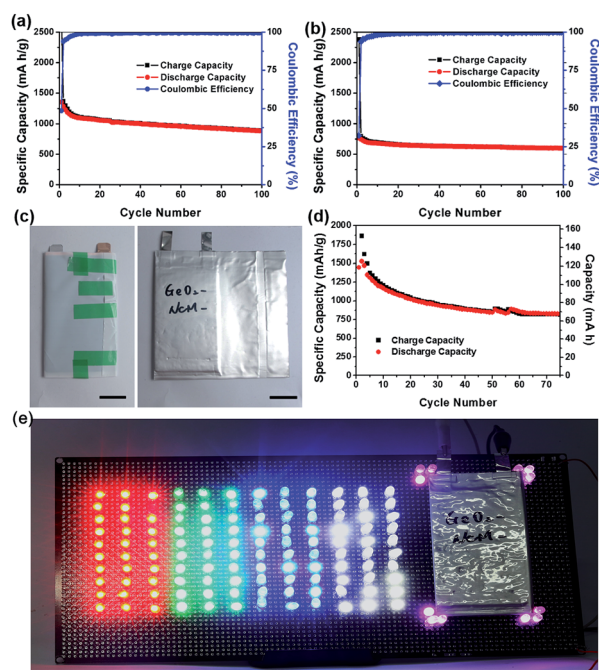 (a)
2500
2000
1500
1000
500
0
0 20 40 60 80 100
100
75
50
25
0
Specific Capacity (mA h/g)
Coulombic Efficiency (%)
Charge Capacity
Discharge Capacity
Coulombic Efficiency
Cycle Number
(b)
2500
2000
1500
1000
500
0
0 20 40 60 80 100
100
75
50
25
0
Specific Capacity (mA h/g)
Coulombic Efficiency (%)
Charge Capacity
Discharge Capacity
Coulombic Efficiency
Cycle Number
(c)
GeO2 -
NCM -
(d)
2000
1750
1500
1250
1000
750
500
250
0
0 10 20 30 40 50 60 70
160
140
120
100
80
60
40
20
0
Specific Capacity (mAh/g)
Capacity (mA h)
Charge Capacity
Discharge Capacity
Cycle Number
(e)
GeO2 -
NCM -